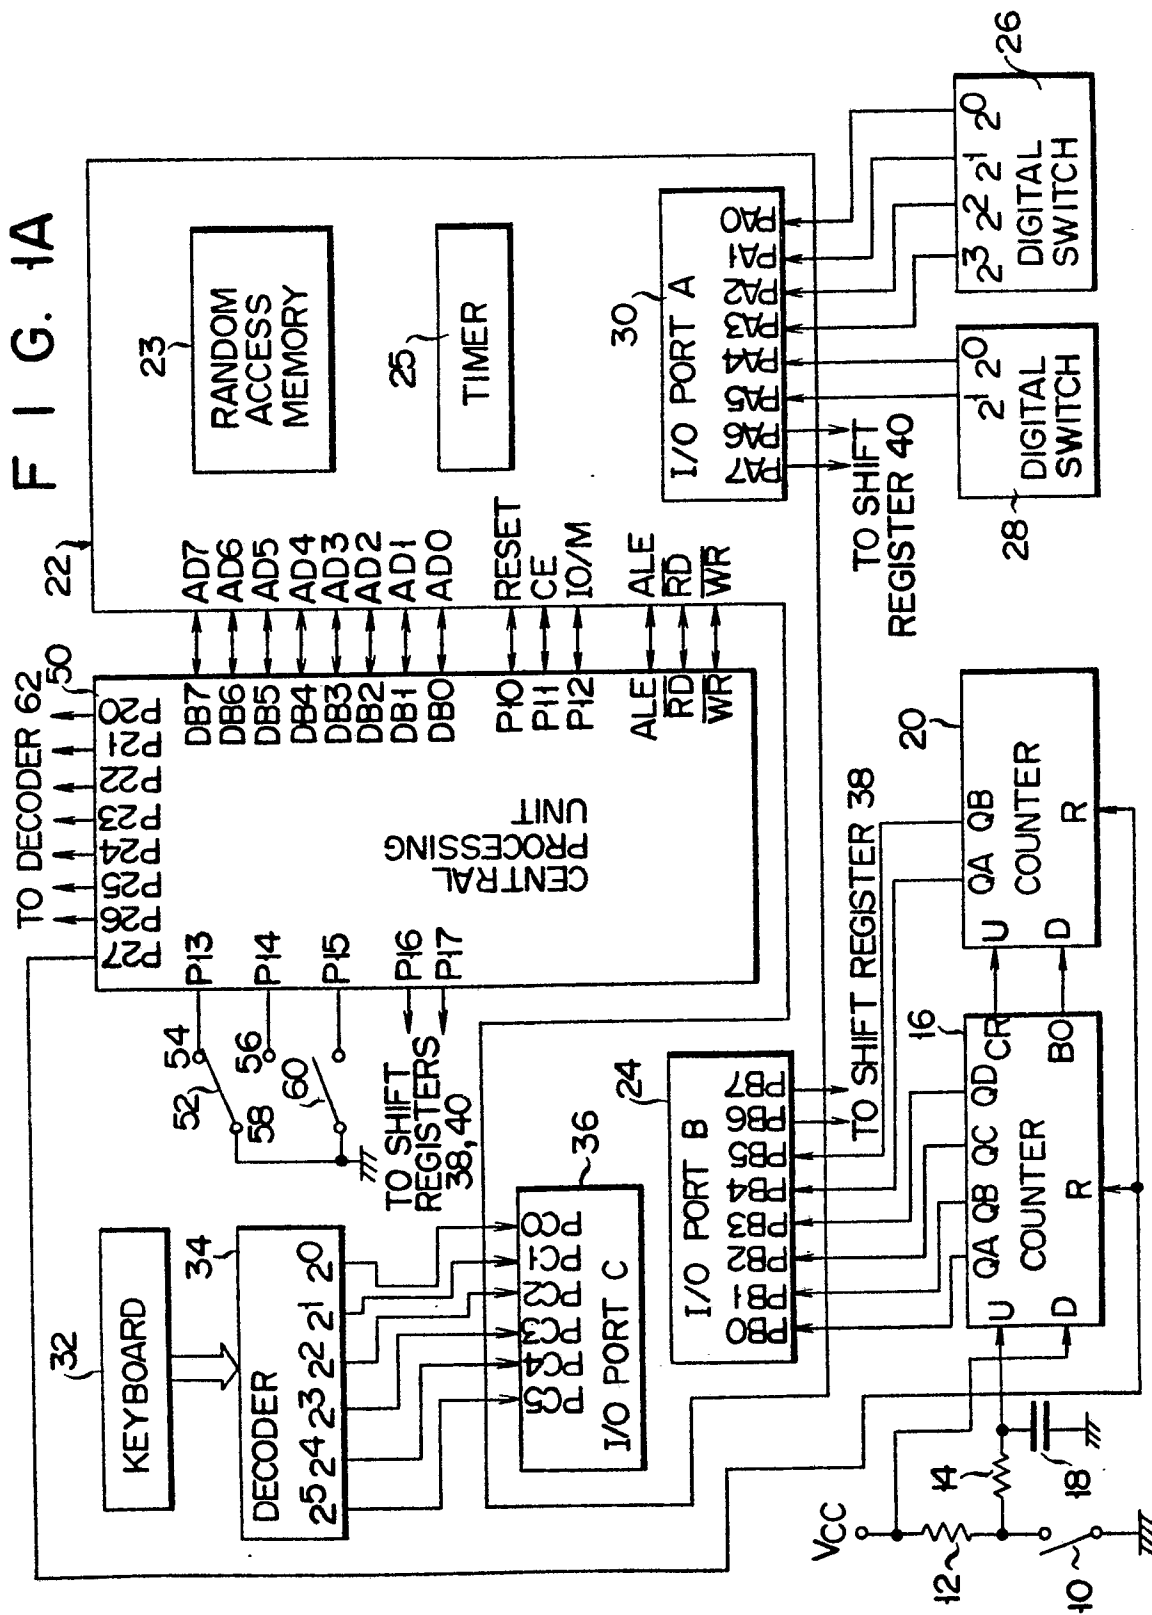 F I G. 1A
TO DECODER 62
50
P27 P26 P25 P24 P23 P22 P21 P20
P13
P14
P15
P16
P17
CENTRAL
PROCESSING
UNIT
DB7
DB6
DB5
DB4
DB3
DB2
DB1
DB0
P10
P11
P12
ALE
RD
WR
22
AD7
AD6
AD5
AD4
AD3
AD2
AD1
AD0
RESET
CE
IO/M
ALE
RD
WR
23
RANDOM
ACCESS
MEMORY
25
TIMER
32
KEYBOARD
34
DECODER
2⁵ 2⁴ 2³ 2² 2¹ 2⁰
52
54
56
58
60
TO SHIFT
REGISTERS
38, 40
36
PC5 PC4 PC3 PC2 PC1 PC0
I/O PORT C
24
I/O PORT B
PB0 PB1 PB2 PB3 PB4 PB5 PB6 PB7
TO SHIFT REGISTER 38
30
I/O PORT A
PA7 PA6 PA5 PA4 PA3 PA2 PA1 PA0
TO SHIFT
REGISTER 40
VCC
12
14
10
18
16
QA QB QC QD
U
CR
COUNTER
D
BO
R
20
QA QB
U
COUNTER
D
R
28
2¹ 2⁰
DIGITAL
SWITCH
26
2³ 2² 2¹ 2⁰
DIGITAL
SWITCH